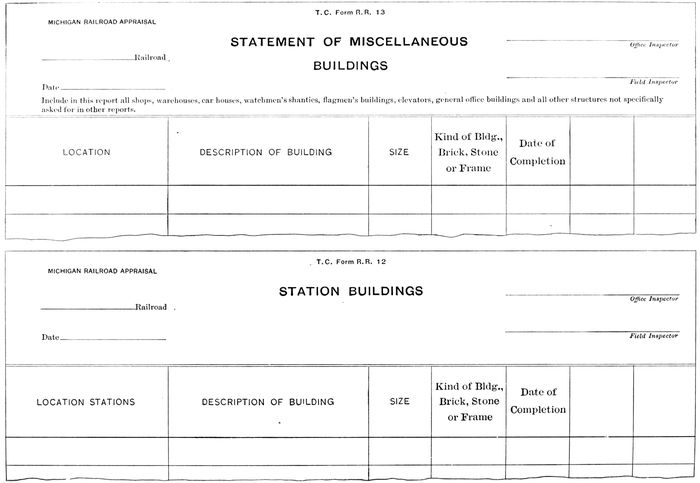 T. C. Form R.R. 13
MICHIGAN RAILROAD APPRAISAL
STATEMENT OF MISCELLANEOUS
BUILDINGS
Railroad
Office Inspector
Date
Field Inspector
Include in this report all shops, warehouses, car houses, watchmen's shanties, flagmen's buildings, elevators, general office buildings and all other structures not specifically
asked for in other reports.
LOCATION
DESCRIPTION OF BUILDING
SIZE
Kind of Bldg.,
Brick, Stone
or Frame
Date of
Completion
T. C. Form R.R. 12
MICHIGAN RAILROAD APPRAISAL
STATION BUILDINGS
Railroad
Office Inspector
Date
Field Inspector
LOCATION STATIONS
DESCRIPTION OF BUILDING
SIZE
Kind of Bldg.,
Brick, Stone
or Frame
Date of
Completion